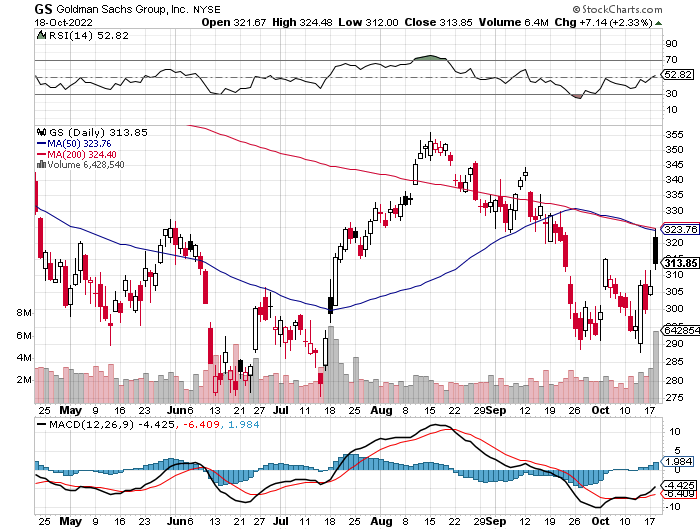 GS Goldman Sachs Group, Inc. NYSE © StockCharts.com
18-Oct-2022 Open 321.67 High 324.48 Low 312.00 Close 313.85 Volume 6.4M Chg +7.14 (+2.33%)
RSI(14) 52.82
90
70
52.82
30
10
GS (Daily) 313.85
MA(50) 323.76
MA(200) 324.40
Volume 6,428,540
355
350
345
340
335
330
323.76
320
313.85
310
305
300
295
6428540
290
285
280
275
8M
6M
4M
2M
25 May 9 16 23 Jun 6 13 21 27 Jul 11 18 25 Aug 8 15 22 29 Sep 12 19 26 Oct 10 17
MACD(12,26,9) -4.425, -6.409, 1.984
10
5
1.984
-4.425
-6.409
-10
25 May 9 16 23 Jun 6 13 21 27 Jul 11 18 25 Aug 8 15 22 29 Sep 12 19 26 Oct 10 17